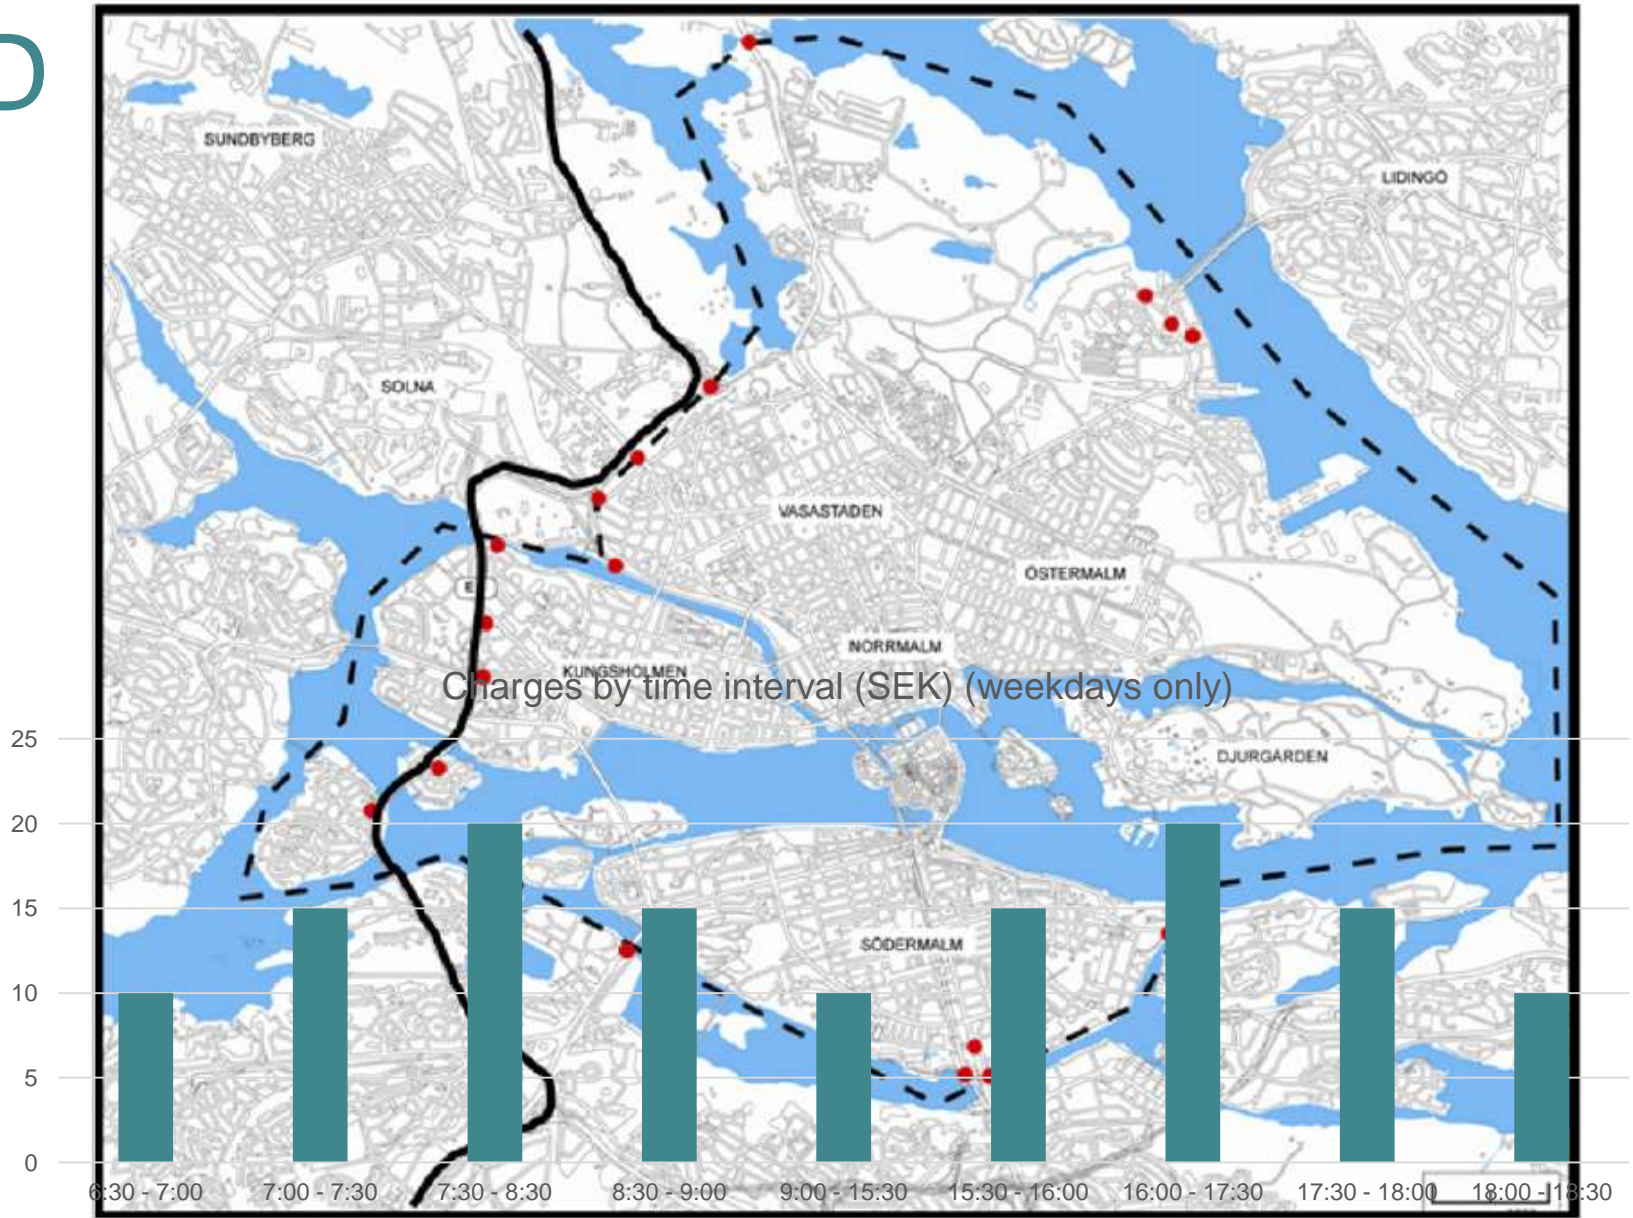 D
SUNDBYBERG
LIDINGÖ
SOLNA
VASASTADEN
ÖSTERMALM
E
NORRMALM
KUNGSHOLMEN
Charges by time interval (SEK) (weekdays only)
DJURGÅRDEN
SÖDERMALM
25
20
15
10
5
0
6:30 - 7:00
7:00 - 7:30
7:30 - 8:30
8:30 - 9:00
9:00 - 15:30
15:30 - 16:00
16:00 - 17:30
17:30 - 18:00
18:00 - 18:30